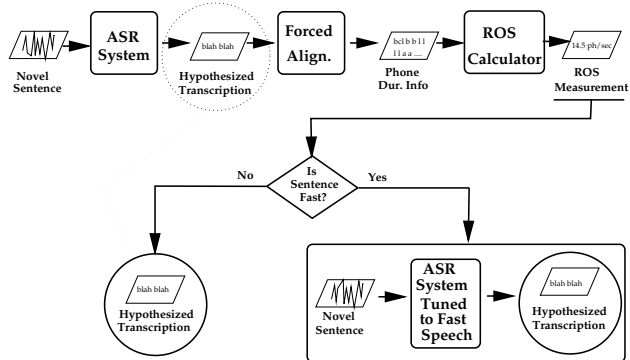 ASR
System
Novel
Sentence
blah blah
Hypothesized
Transcription
Forced
Align.
bcl b b l l
l l a a ....
Phone
Dur. Info
ROS
Calculator
14.5 ph/sec
ROS
Measurement
Is
Sentence
Fast?
No
Yes
blah blah
Hypothesized
Transcription
Novel
Sentence
ASR
System
Tuned
to Fast
Speech
blah blah
Hypothesized
Transcription